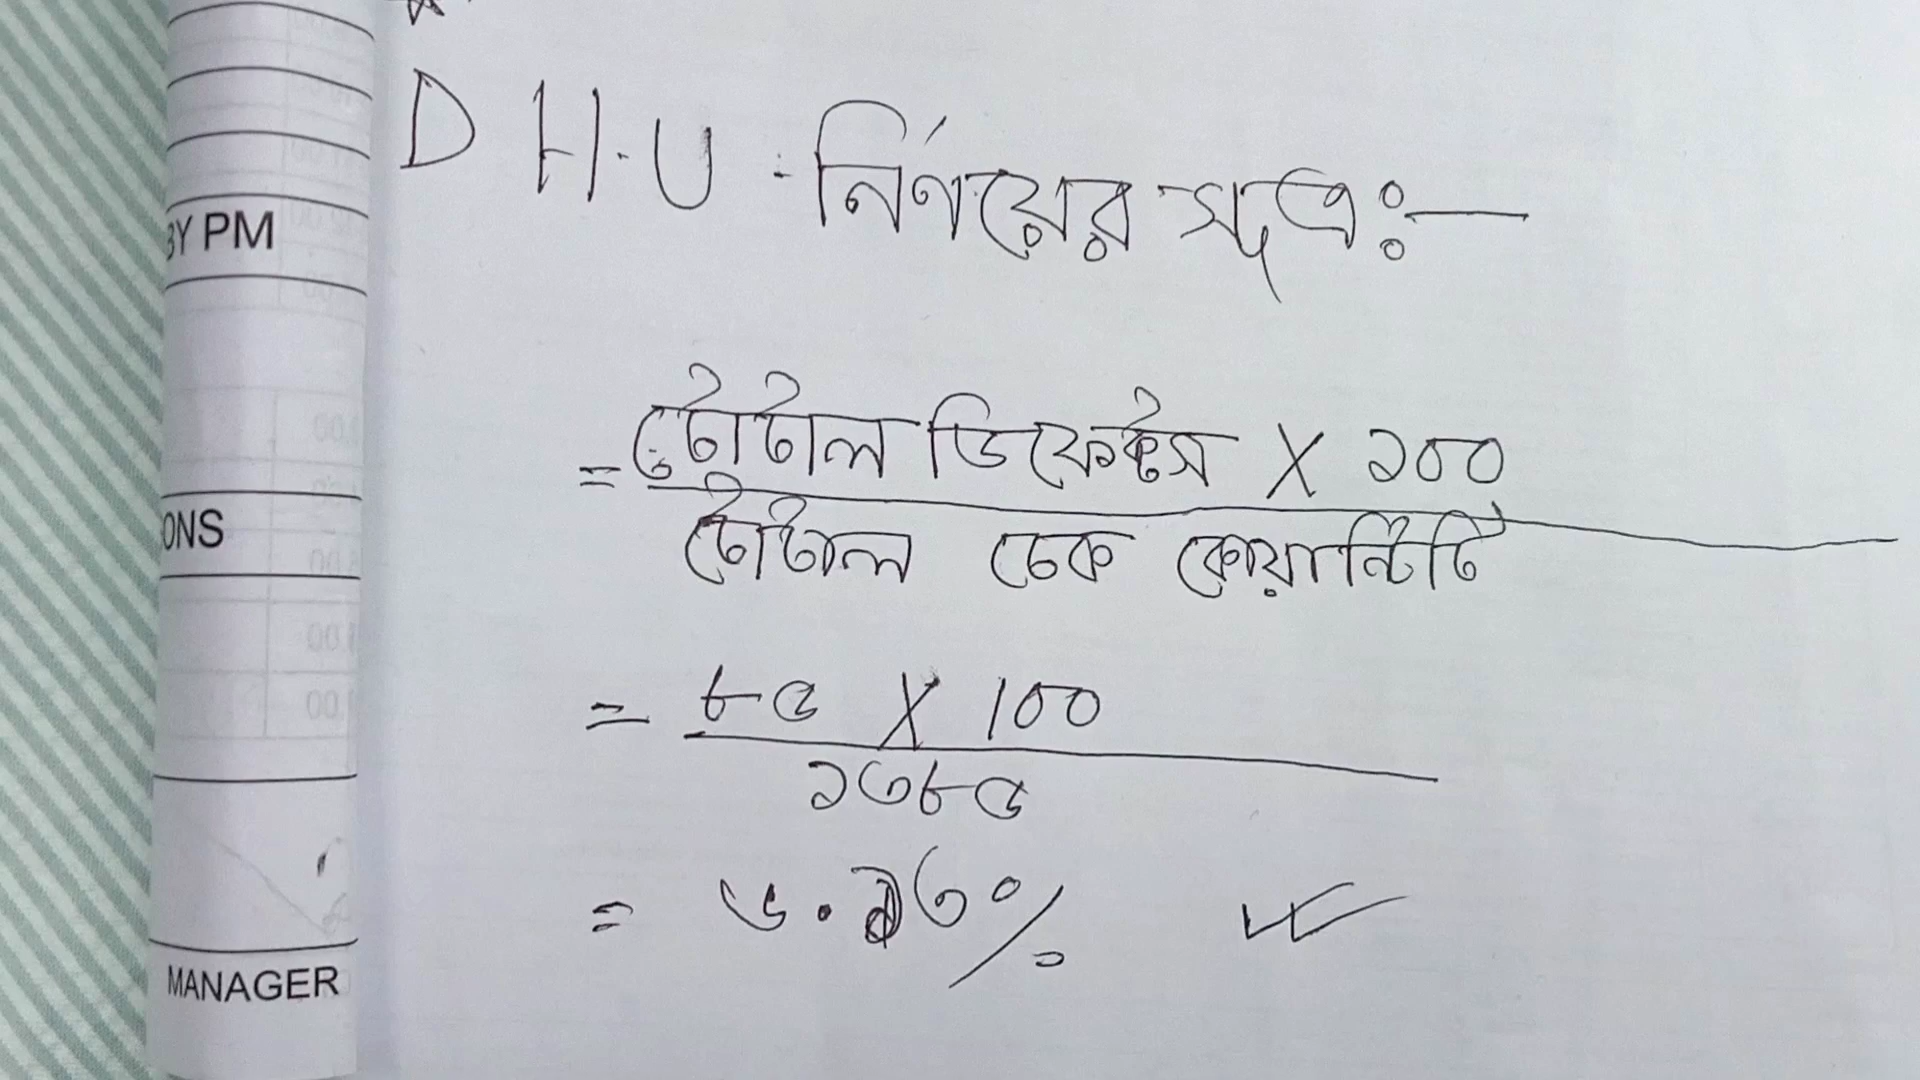 D H.U. নির্ণয়ের সূত্র ঃ—
= টোটাল ডিফেক্টস X ১০০
টোটাল চেক কোয়ান্টিটি
= ৮৫ X 100
১৩৮৫
= ৬.১৩%
BY PM
ONS
MANAGER